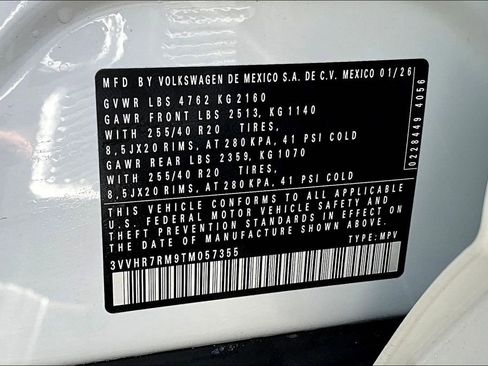 MFD BY VOLKSWAGEN DE MEXICO S.A. DE C.V. MEXICO 01/26
GVWR LBS 4762 KG 2160
GAWR FRONT LBS 2513, KG 1140
WITH 255/40 R20 TIRES,
8,5JX20 RIMS, AT 280 KPA, 41 PSI COLD
GAWR REAR LBS 2359, KG 1070
WITH 255/40 R20 TIRES,
8,5JX20 RIMS, AT 280 KPA, 41 PSI COLD
THIS VEHICLE CONFORMS TO ALL APPLICABLE
U.S. FEDERAL MOTOR VEHICLE SAFETY AND
THEFT PREVENTION STANDARDS IN EFFECT ON
THE DATE OF MANUFACTURE SHOWN ABOVE.
3VVHR7RM9TM057355 TYPE: MPV
0228449 4056